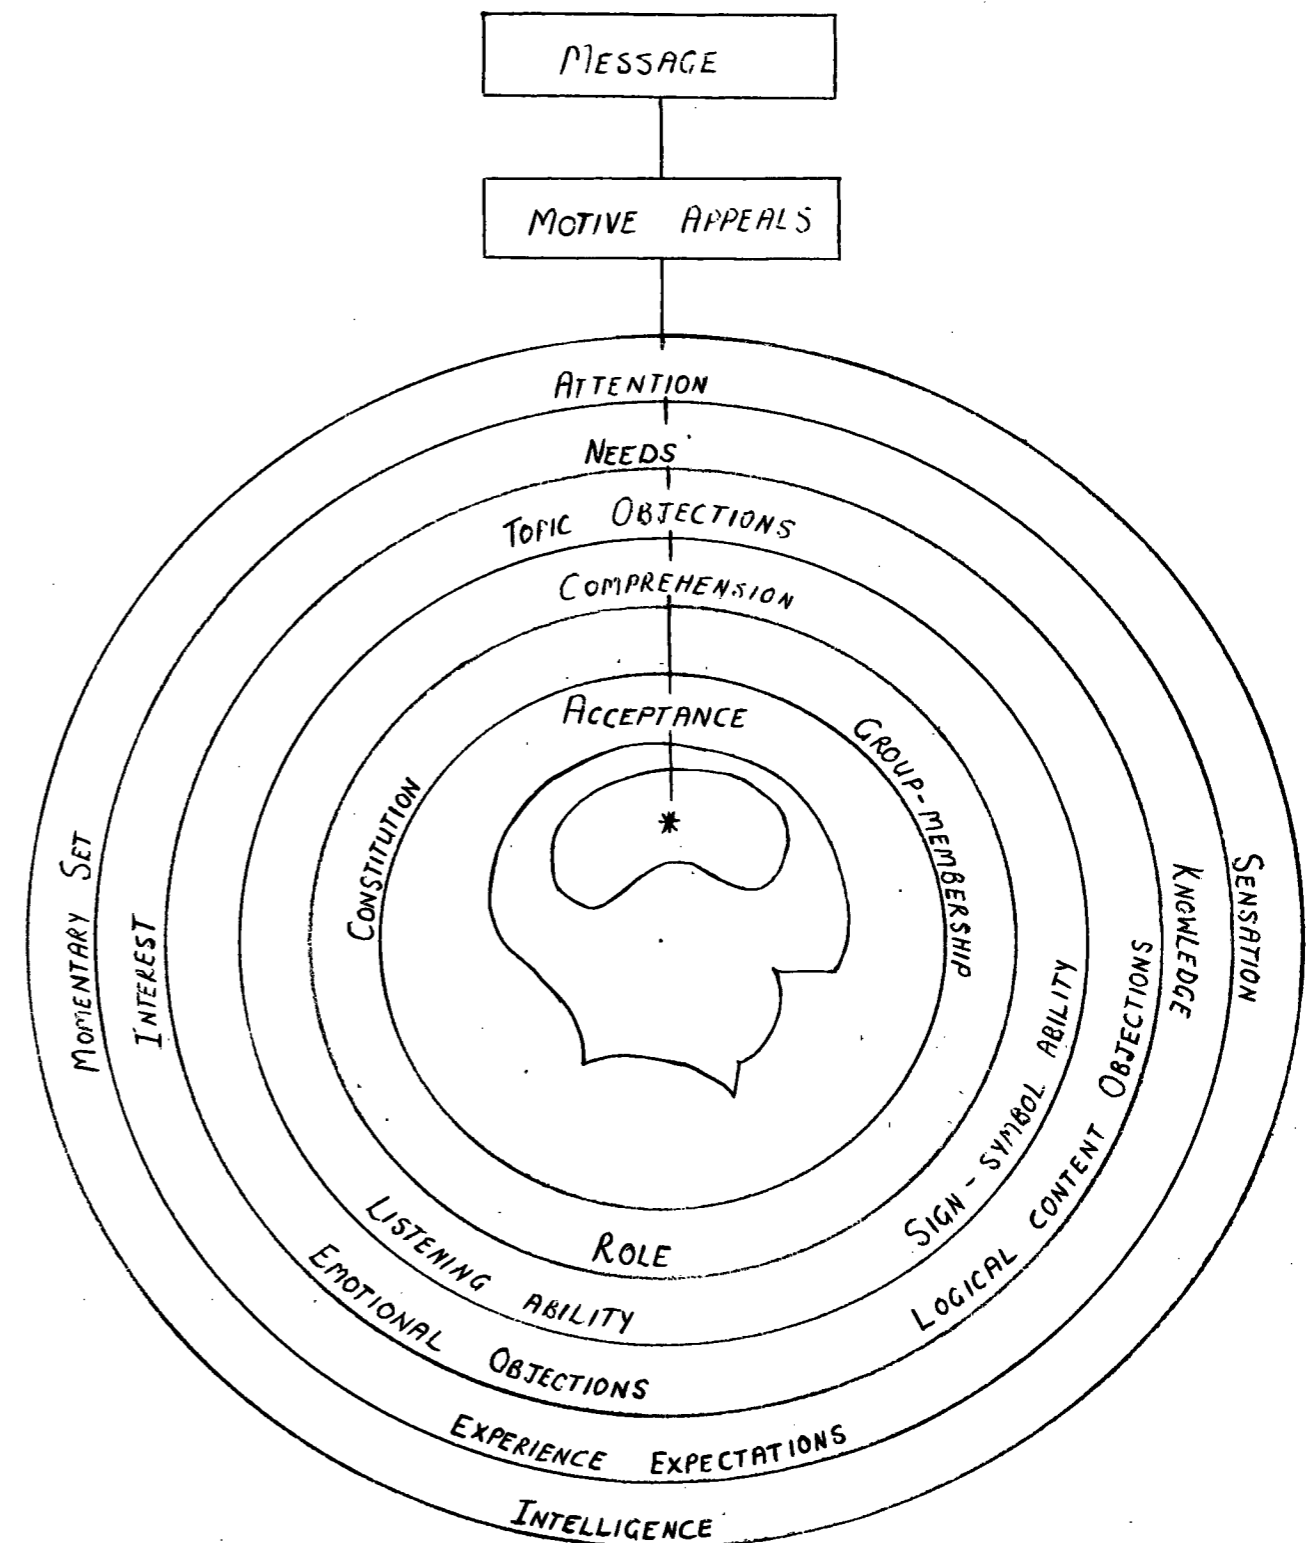 MESSAGE
MOTIVE APPEALS
ATTENTION
NEEDS
TOPIC OBJECTIONS
COMPREHENSION
ACCEPTANCE
GROUP-MEMBERSHIP
CONSTITUTION
MOMENTARY SET
INTEREST
SENSATION
KNOWLEDGE
LOGICAL CONTENT OBJECTIONS
SIGN-SYMBOL ABILITY
ROLE
LISTENING ABILITY
EMOTIONAL OBJECTIONS
EXPERIENCE EXPECTATIONS
INTELLIGENCE